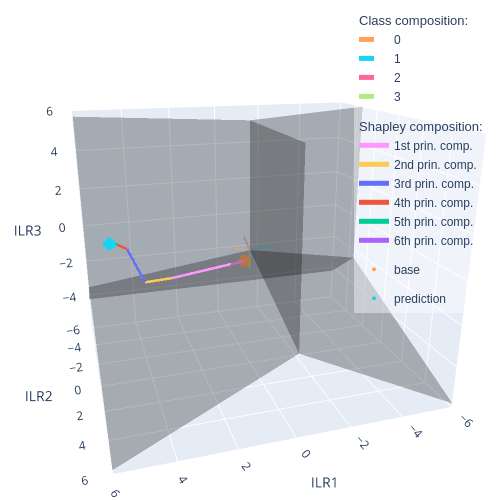 Class composition:
0
1
2
3
Shapley composition:
1st prin. comp.
2nd prin. comp.
3rd prin. comp.
4th prin. comp.
5th prin. comp.
6th prin. comp.
base
prediction
6
4
2
0
−2
−4
−6
ILR3
−4
−2
0
2
4
6
ILR2
6
4
2
0
−2
−4
−6
ILR1